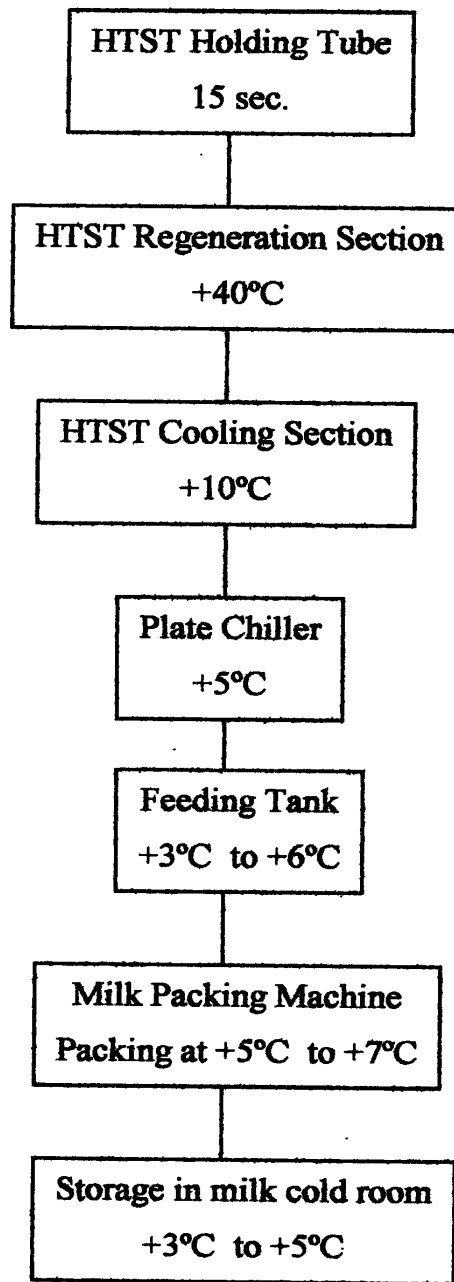 HTST Holding Tube
15 sec.
HTST Regeneration Section
+40ºC
HTST Cooling Section
+10ºC
Plate Chiller
+5ºC
Feeding Tank
+3ºC to +6ºC
Milk Packing Machine
Packing at +5ºC to +7ºC
Storage in milk cold room
+3ºC to +5ºC